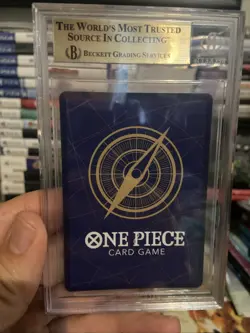 THE WORLD'S MOST TRUSTED
SOURCE IN COLLECTING
B BECKETT GRADING SERVICES
ONE PIECE
CARD GAME